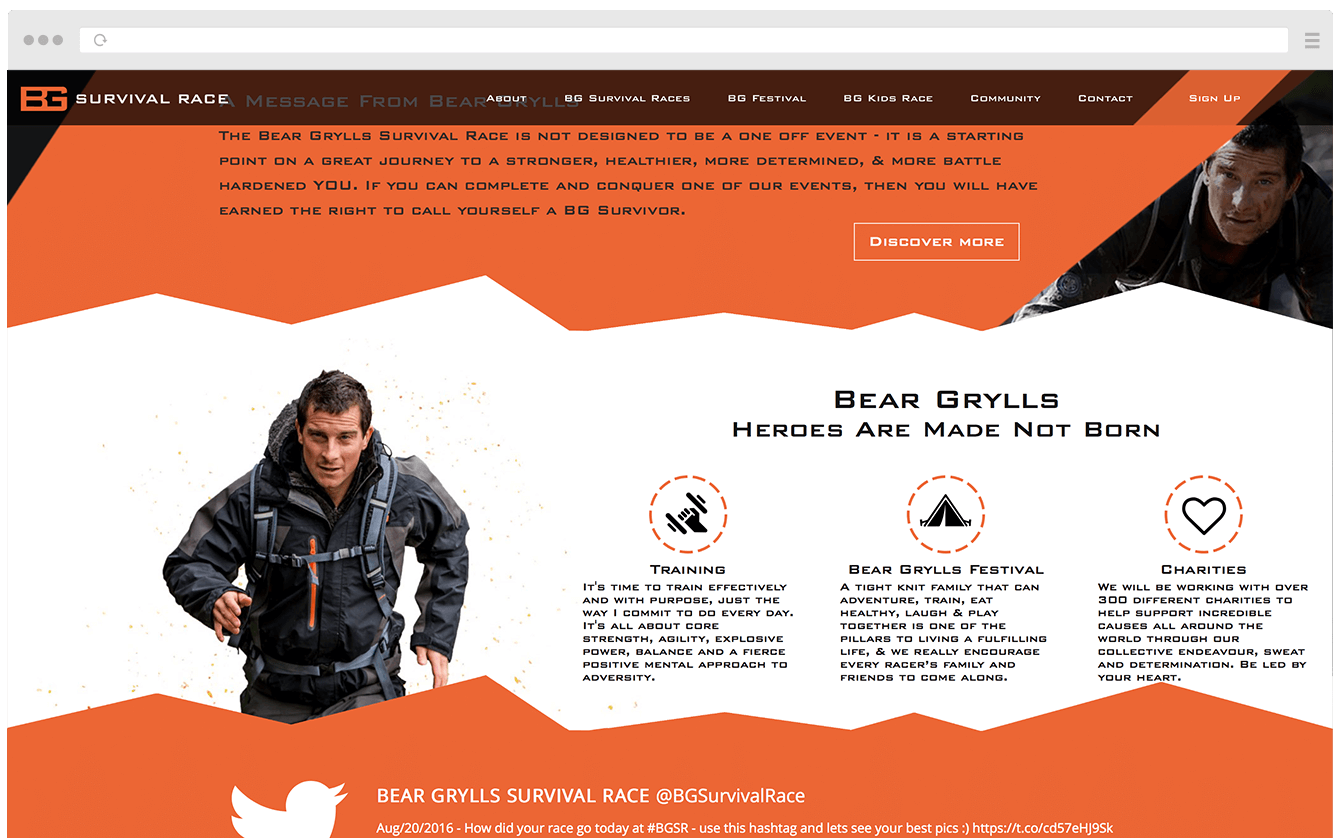 BG SURVIVAL RACE
About BG Survival Races BG Festival BG Kids Race Community Contact Sign Up
A Message From Bear Grylls
The Bear Grylls Survival Race is not designed to be a one off event - it is a starting
point on a great journey to a stronger, healthier, more determined, & more battle
hardened YOU. If you can complete and conquer one of our events, then you will have
earned the right to call yourself a BG Survivor.
Discover more
Bear Grylls
Heroes Are Made Not Born
Training
It's time to train effectively
and with purpose, just the
way I commit to do every day.
It's all about core
strength, agility, explosive
power, balance and a fierce
positive mental approach to
adversity.
Bear Grylls Festival
A tight knit family that can
adventure, train, eat
healthy, laugh & play
together is one of the
pillars to living a fulfilling
life, & we really encourage
every racer's family and
friends to come along.
Charities
We will be working with over
300 different charities to
help support incredible
causes all around the
world through our
collective endeavour, sweat
and determination. Be led by
your heart.
BEAR GRYLLS SURVIVAL RACE @BGSurvivalRace
Aug/20/2016 - How did your race go today at #BGSR - use this hashtag and lets see your best pics :) https://t.co/cd57eHJ9Sk